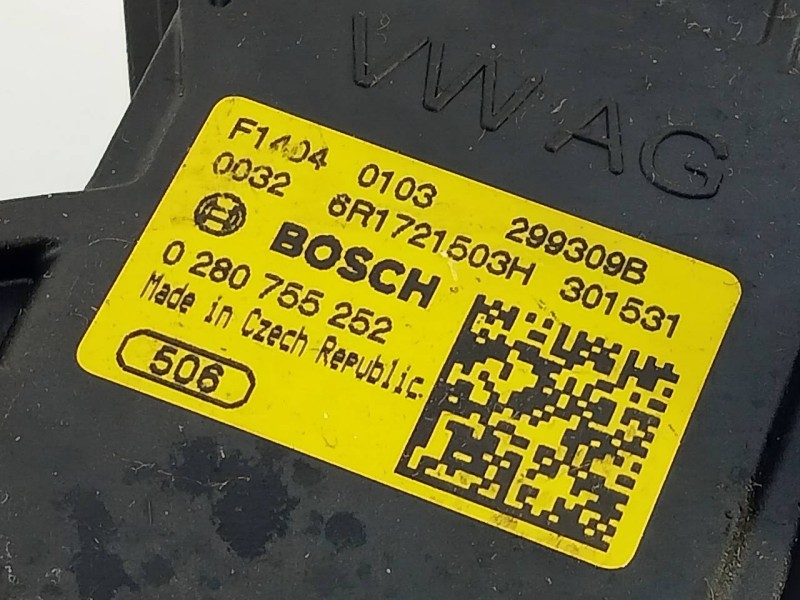 VW AG
F1404 0103 299309B
0032 6R1721503H 301531
BOSCH
0 280 755 252
Made in Czech Republic
506